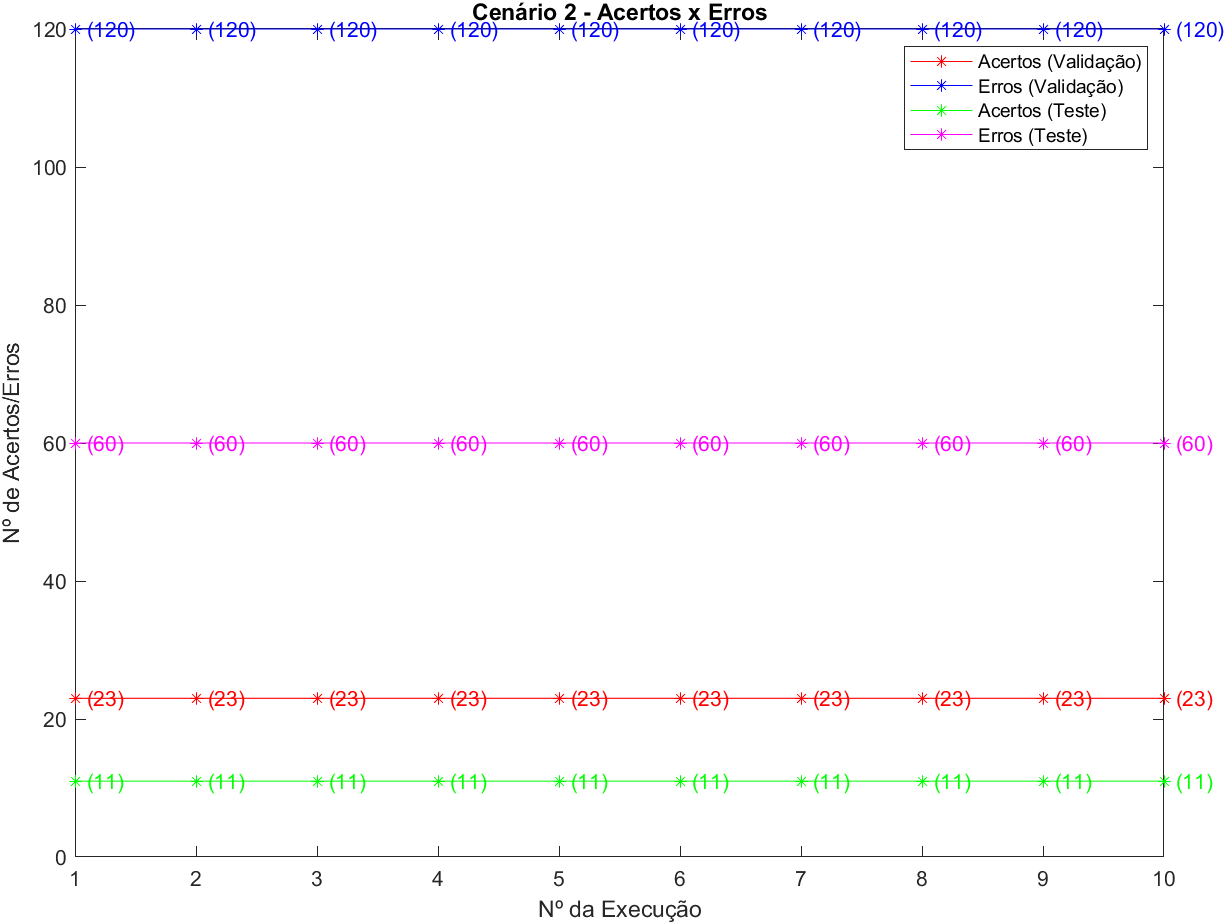 Cenário 2 - Acertos x Erros
120
(120) (120) (120) (120) (120) (120) (120) (120) (120) (120)
Acertos (Validação)
Erros (Validação)
Acertos (Teste)
Erros (Teste)
100
80
60
(60) (60) (60) (60) (60) (60) (60) (60) (60) (60)
40
(23) (23) (23) (23) (23) (23) (23) (23) (23) (23)
20
(11) (11) (11) (11) (11) (11) (11) (11) (11) (11)
0
1 2 3 4 5 6 7 8 9 10
Nº da Execução
Nº de Acertos/Erros